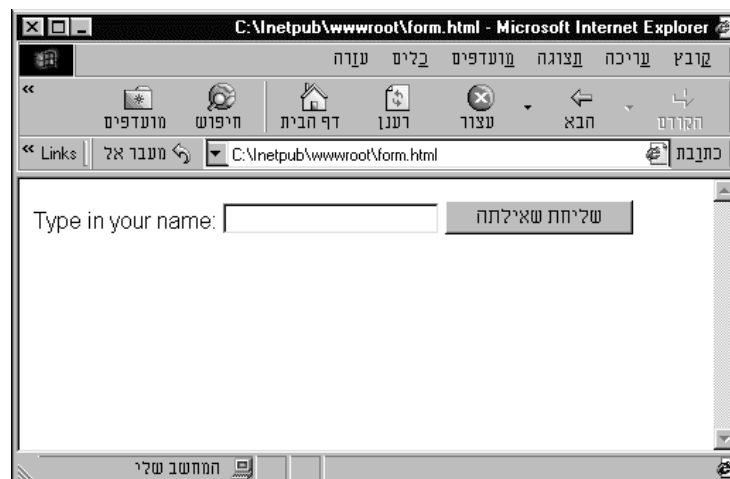 C:\Inetpub\wwwroot\form.html - Microsoft Internet Explorer
קובץ עריכה תצוגה מועדפים כלים עזרה
הקודם הבא עצור רענן דף הבית חיפוש מועדפים «
כתובת C:\Inetpub\wwwroot\form.html מעבר אל Links «
Type in your name: שליחת שאילתה
המחשב שלי